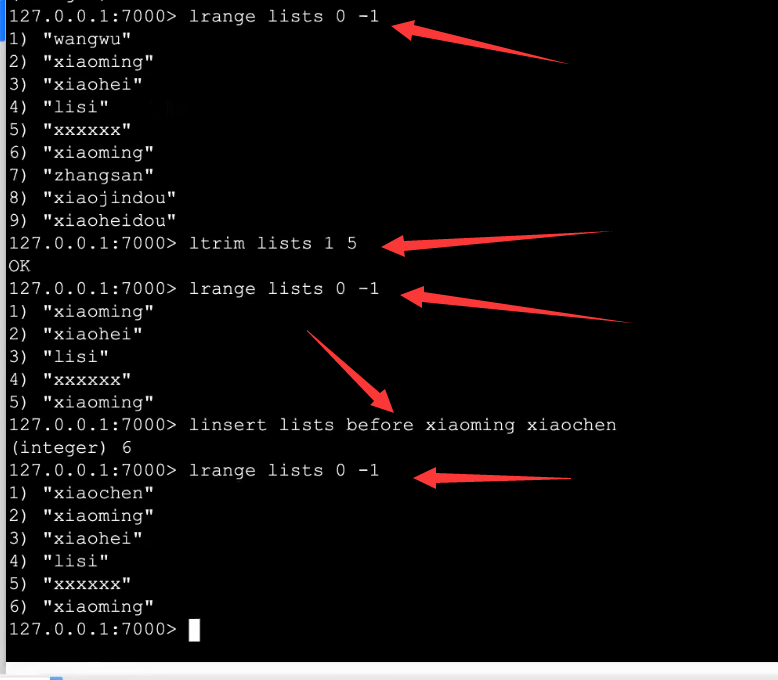 127.0.0.1:7000> lrange lists 0 -1
1) "wangwu"
2) "xiaoming"
3) "xiaohei"
4) "lisi"
5) "xxxxxx"
6) "xiaoming"
7) "zhangsan"
8) "xiaojindou"
9) "xiaoheidou"
127.0.0.1:7000> ltrim lists 1 5
OK
127.0.0.1:7000> lrange lists 0 -1
1) "xiaoming"
2) "xiaohei"
3) "lisi"
4) "xxxxxx"
5) "xiaoming"
127.0.0.1:7000> linsert lists before xiaoming xiaochen
(integer) 6
127.0.0.1:7000> lrange lists 0 -1
1) "xiaochen"
2) "xiaoming"
3) "xiaohei"
4) "lisi"
5) "xxxxxx"
6) "xiaoming"
127.0.0.1:7000>